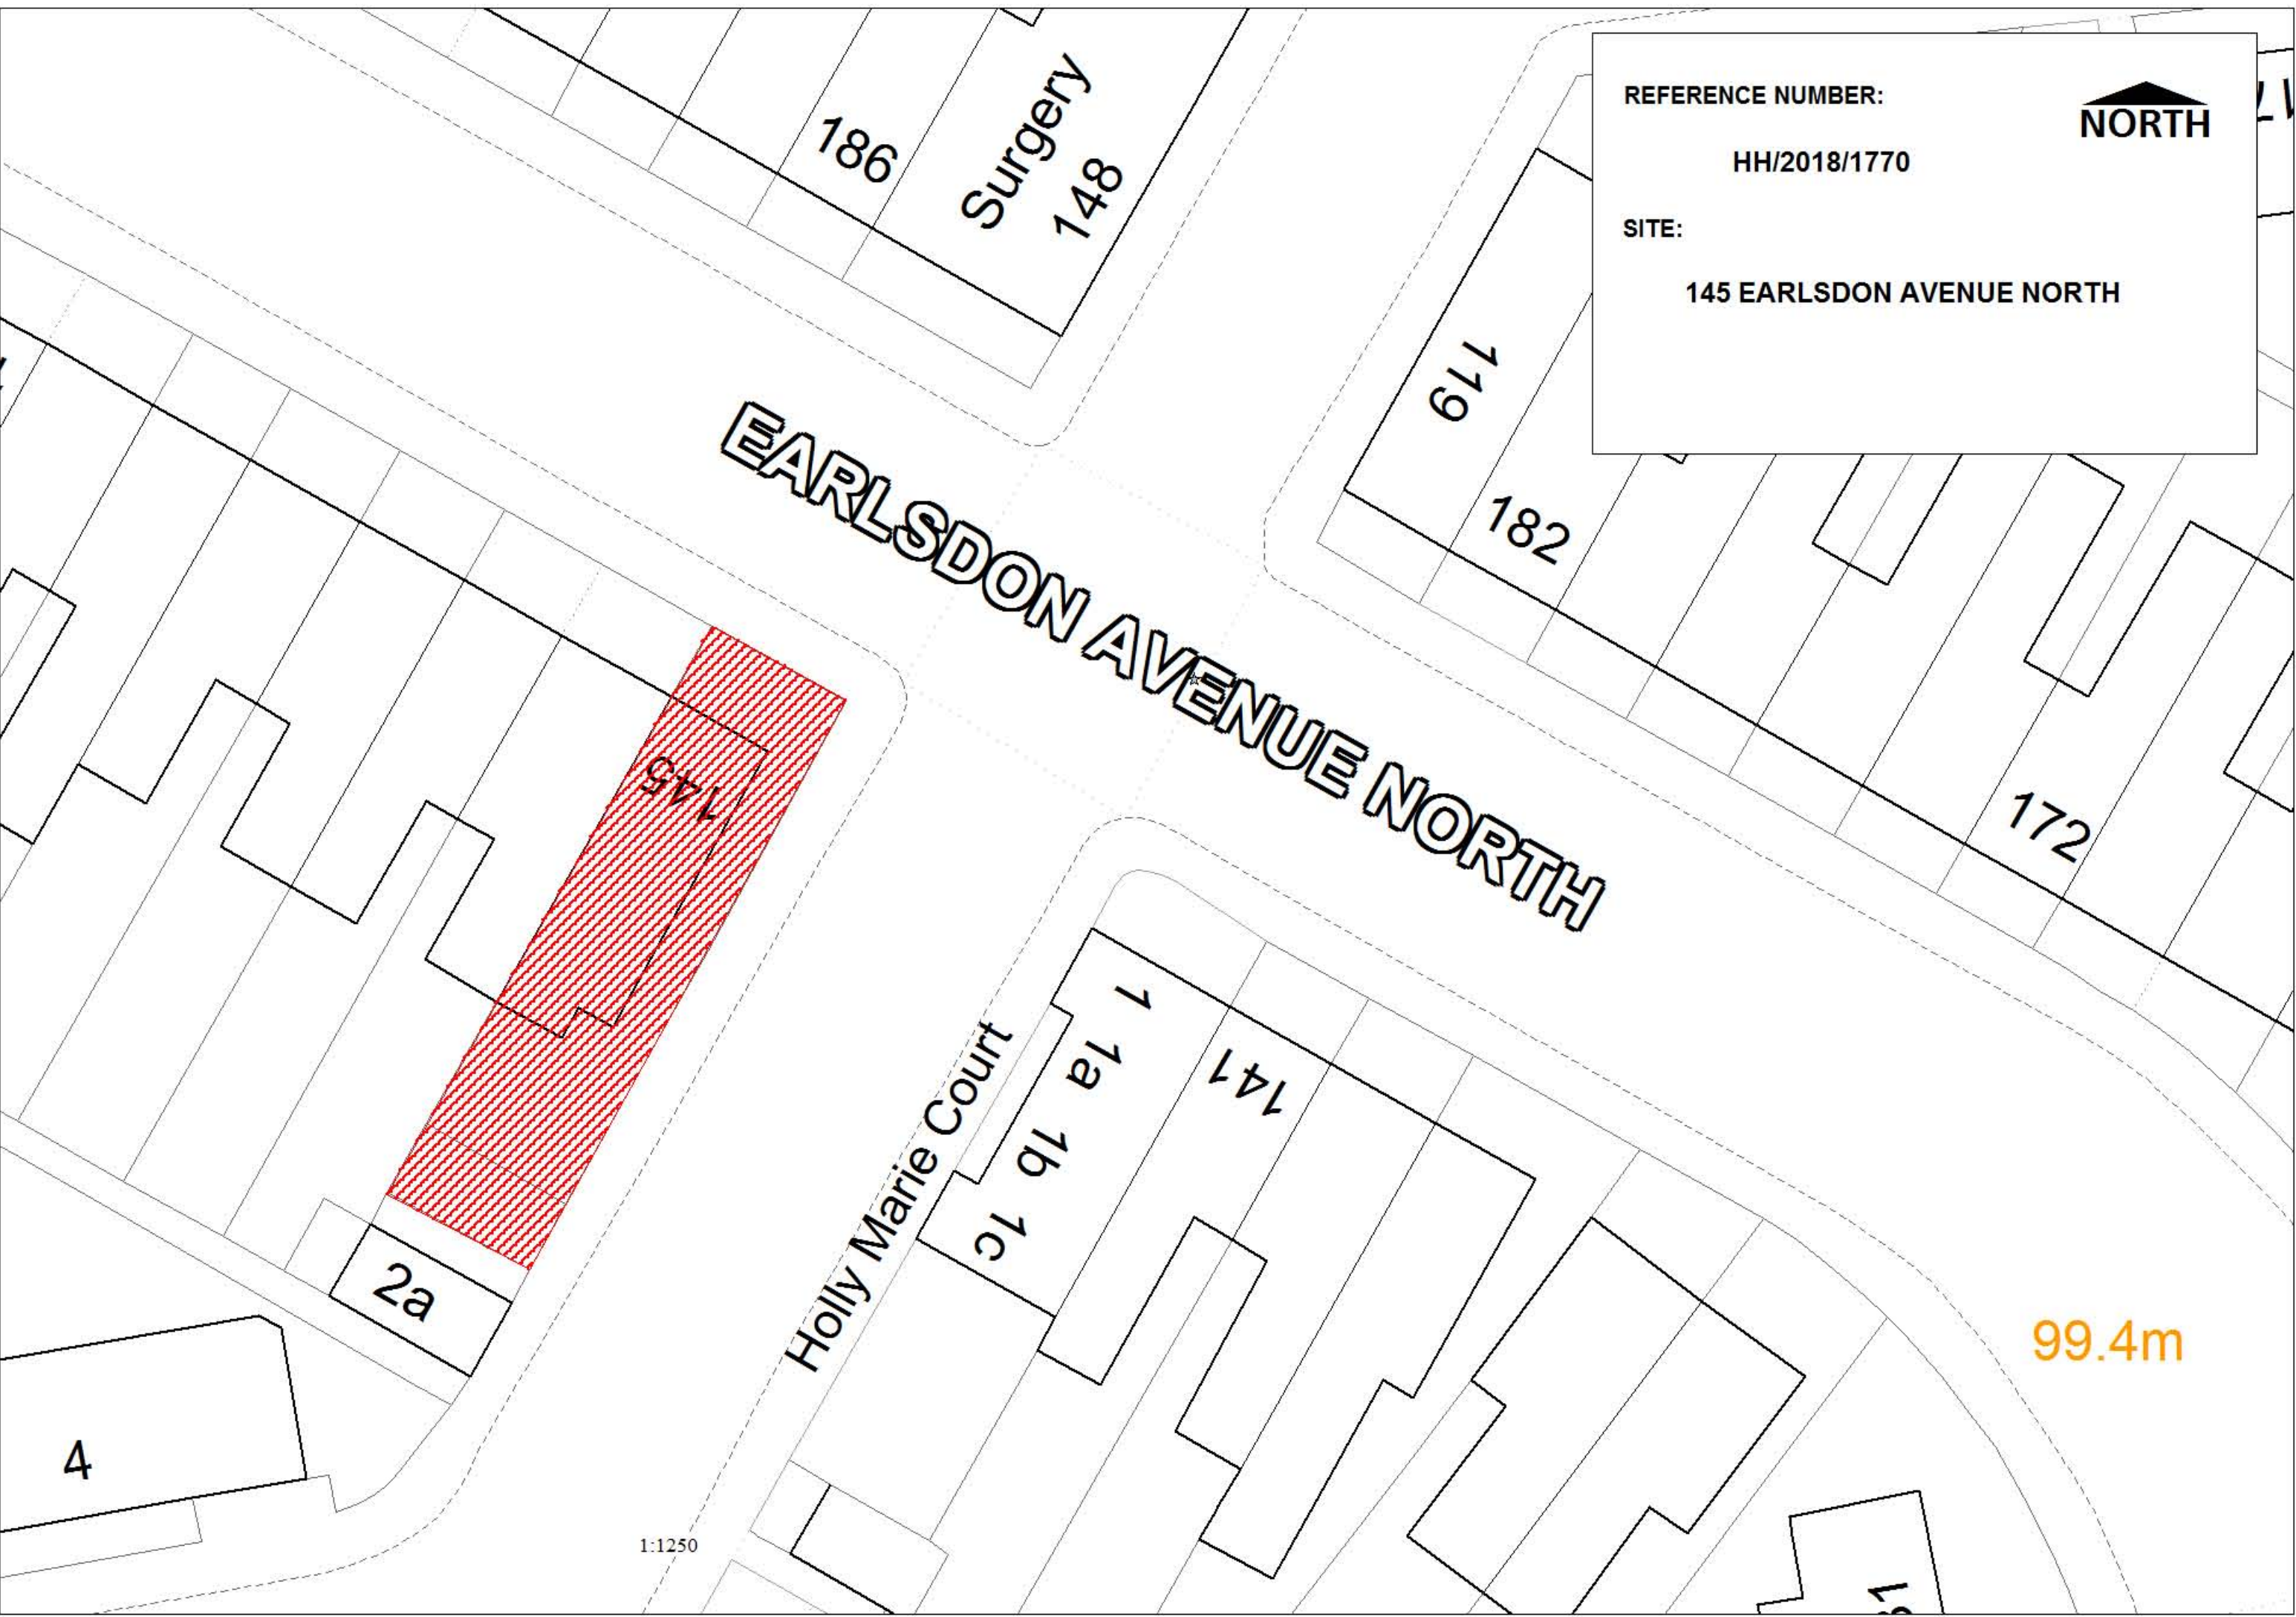 REFERENCE NUMBER:
NORTH
HH/2018/1770
SITE:
145 EARLSDON AVENUE NORTH
186
Surgery
148
119
182
EARLSDON AVENUE NORTH
172
145
1
1a
1b
1c
141
Holly Marie Court
2a
4
99.4m
1:1250